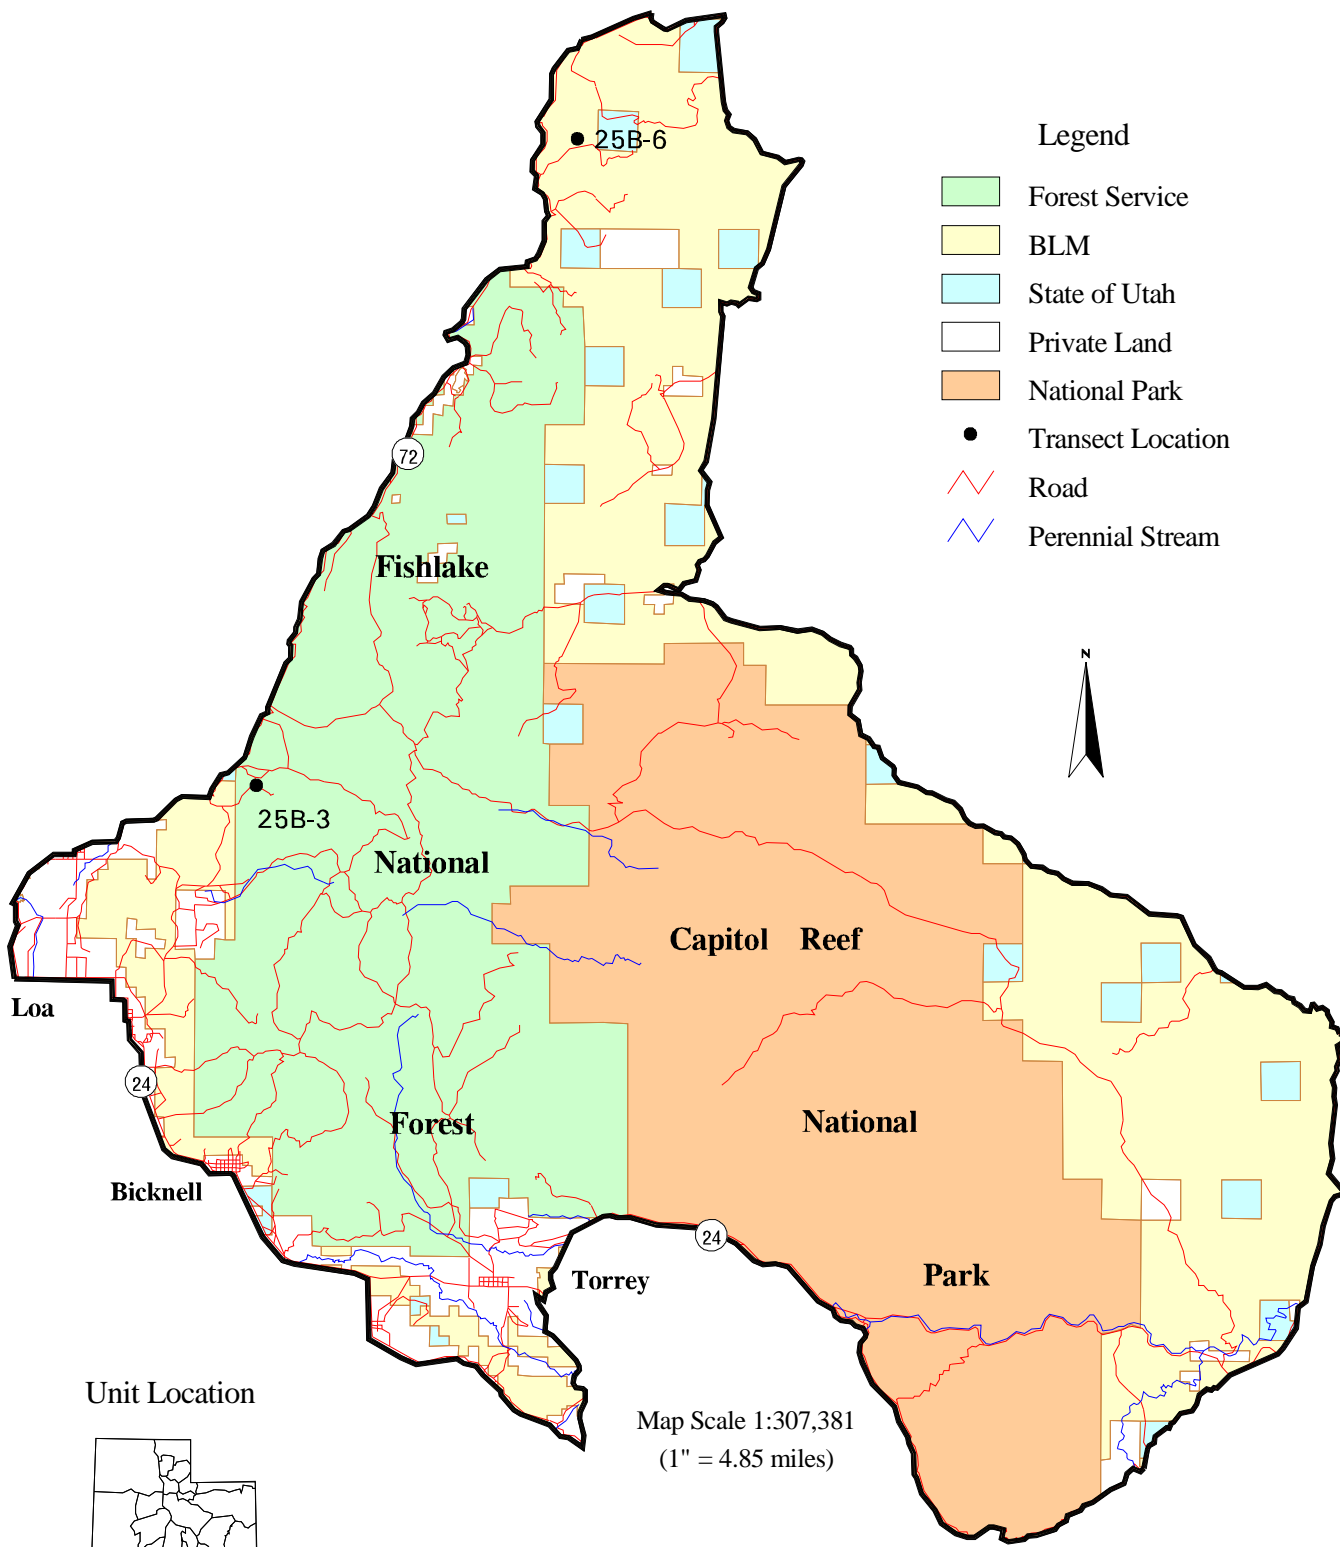 25B-6
Legend
Forest Service
BLM
State of Utah
Private Land
National Park
Transect Location
Road
Perennial Stream
72
Fishlake
N
25B-3
National
Capitol Reef
Loa
24
Forest
National
Bicknell
24
Torrey
Park
Unit Location
Map Scale 1:307,381
(1" = 4.85 miles)